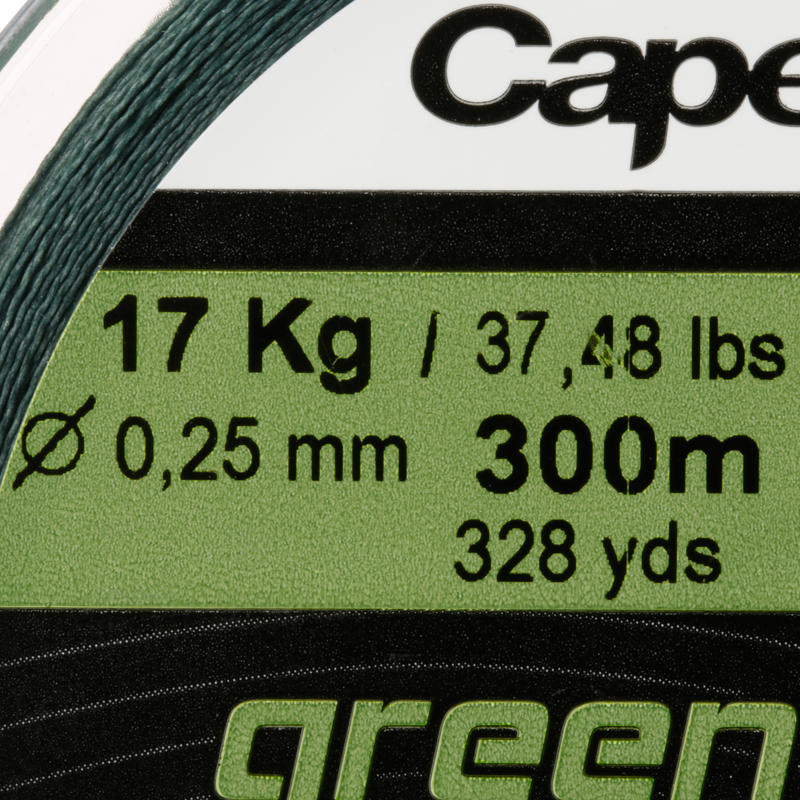 Cape
17 Kg / 37,48 lbs
Ø 0,25 mm 300m
328 yds
green